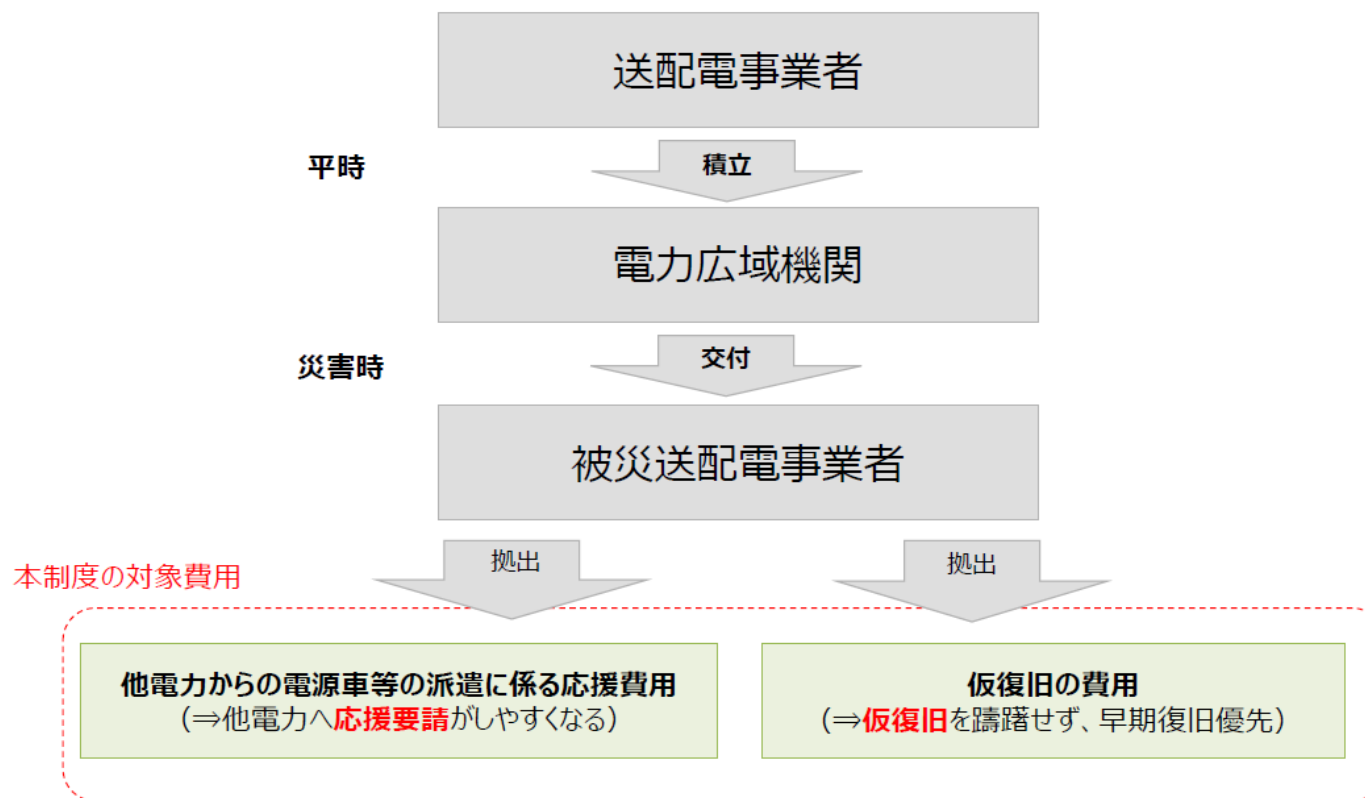 送配電事業者
平時
積立
電力広域機関
災害時
交付
被災送配電事業者
拠出
拠出
本制度の対象費用
他電力からの電源車等の派遣に係る応援費用
(⇒他電力へ応援要請がしやすくなる)
仮復旧の費用
(⇒仮復旧を躊躇せず、早期復旧優先)